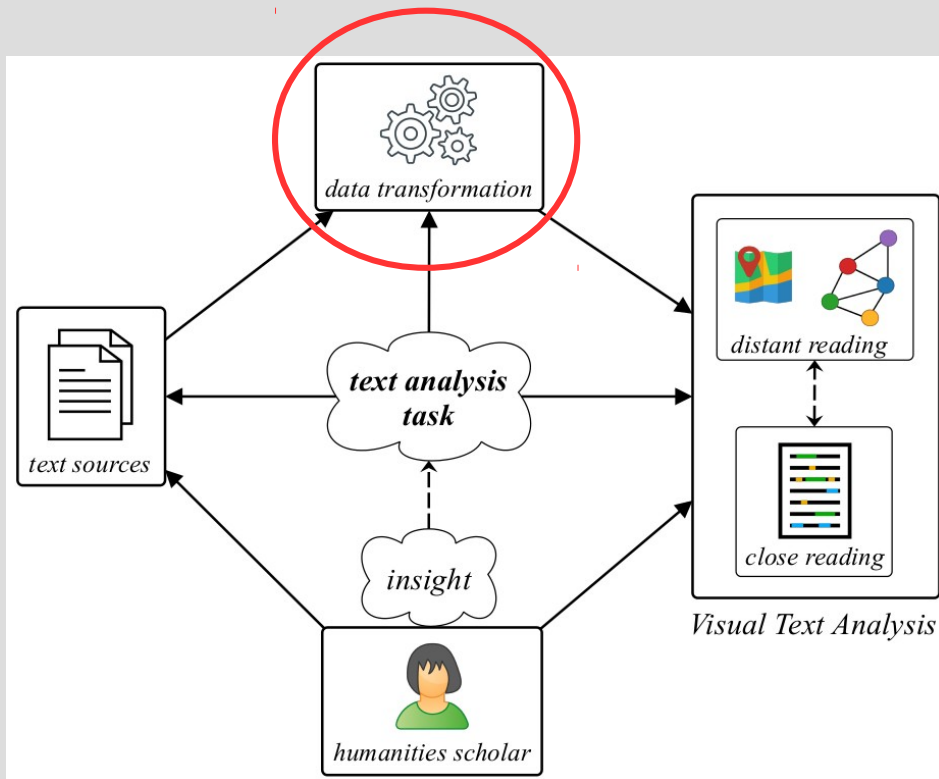 data transformation
text analysis
task
distant reading
text sources
close reading
insight
Visual Text Analysis
humanities scholar